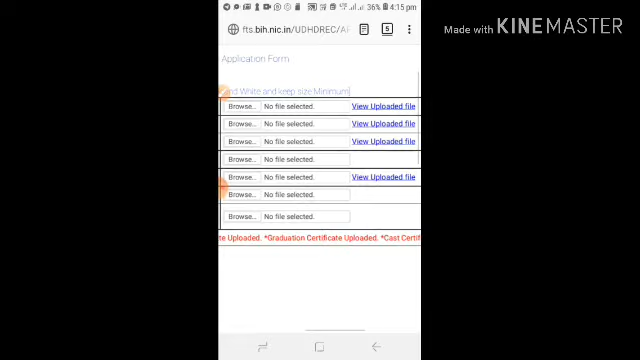 Made with KINEMASTER
36% 4:15 pm
fts.bih.nic.in/UDHDREC/A
5
Application Form
nd White and keep size Minimum
Browse... No file selected. View Uploaded file
Browse... No file selected. View Uploaded file
Browse... No file selected. View Uploaded file
Browse... No file selected.
Browse... No file selected. View Uploaded file
Browse... No file selected.
Browse... No file selected.
te Uploaded. *Graduation Certificate Uploaded. *Cast Certif